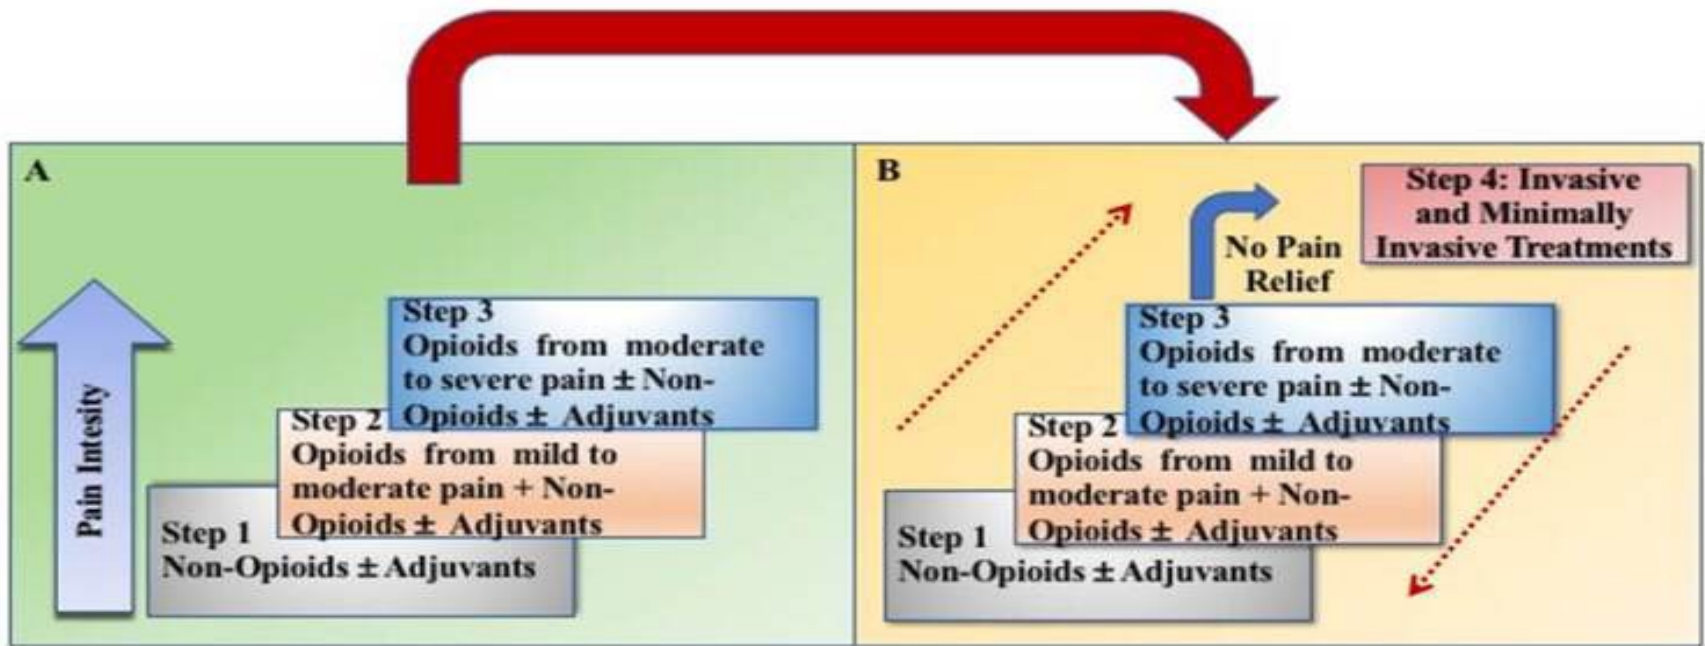 A
Pain Intesity
Step 3
Opioids from moderate
to severe pain ± Non-
Opioids ± Adjuvants
Step 2
Opioids from mild to
moderate pain + Non-
Opioids ± Adjuvants
Step 1
Non-Opioids ± Adjuvants
B
Step 4: Invasive
and Minimally
Invasive Treatments
No Pain
Relief
Step 3
Opioids from moderate
to severe pain ± Non-
Opioids ± Adjuvants
Step 2
Opioids from mild to
moderate pain + Non-
Opioids ± Adjuvants
Step 1
Non-Opioids ± Adjuvants